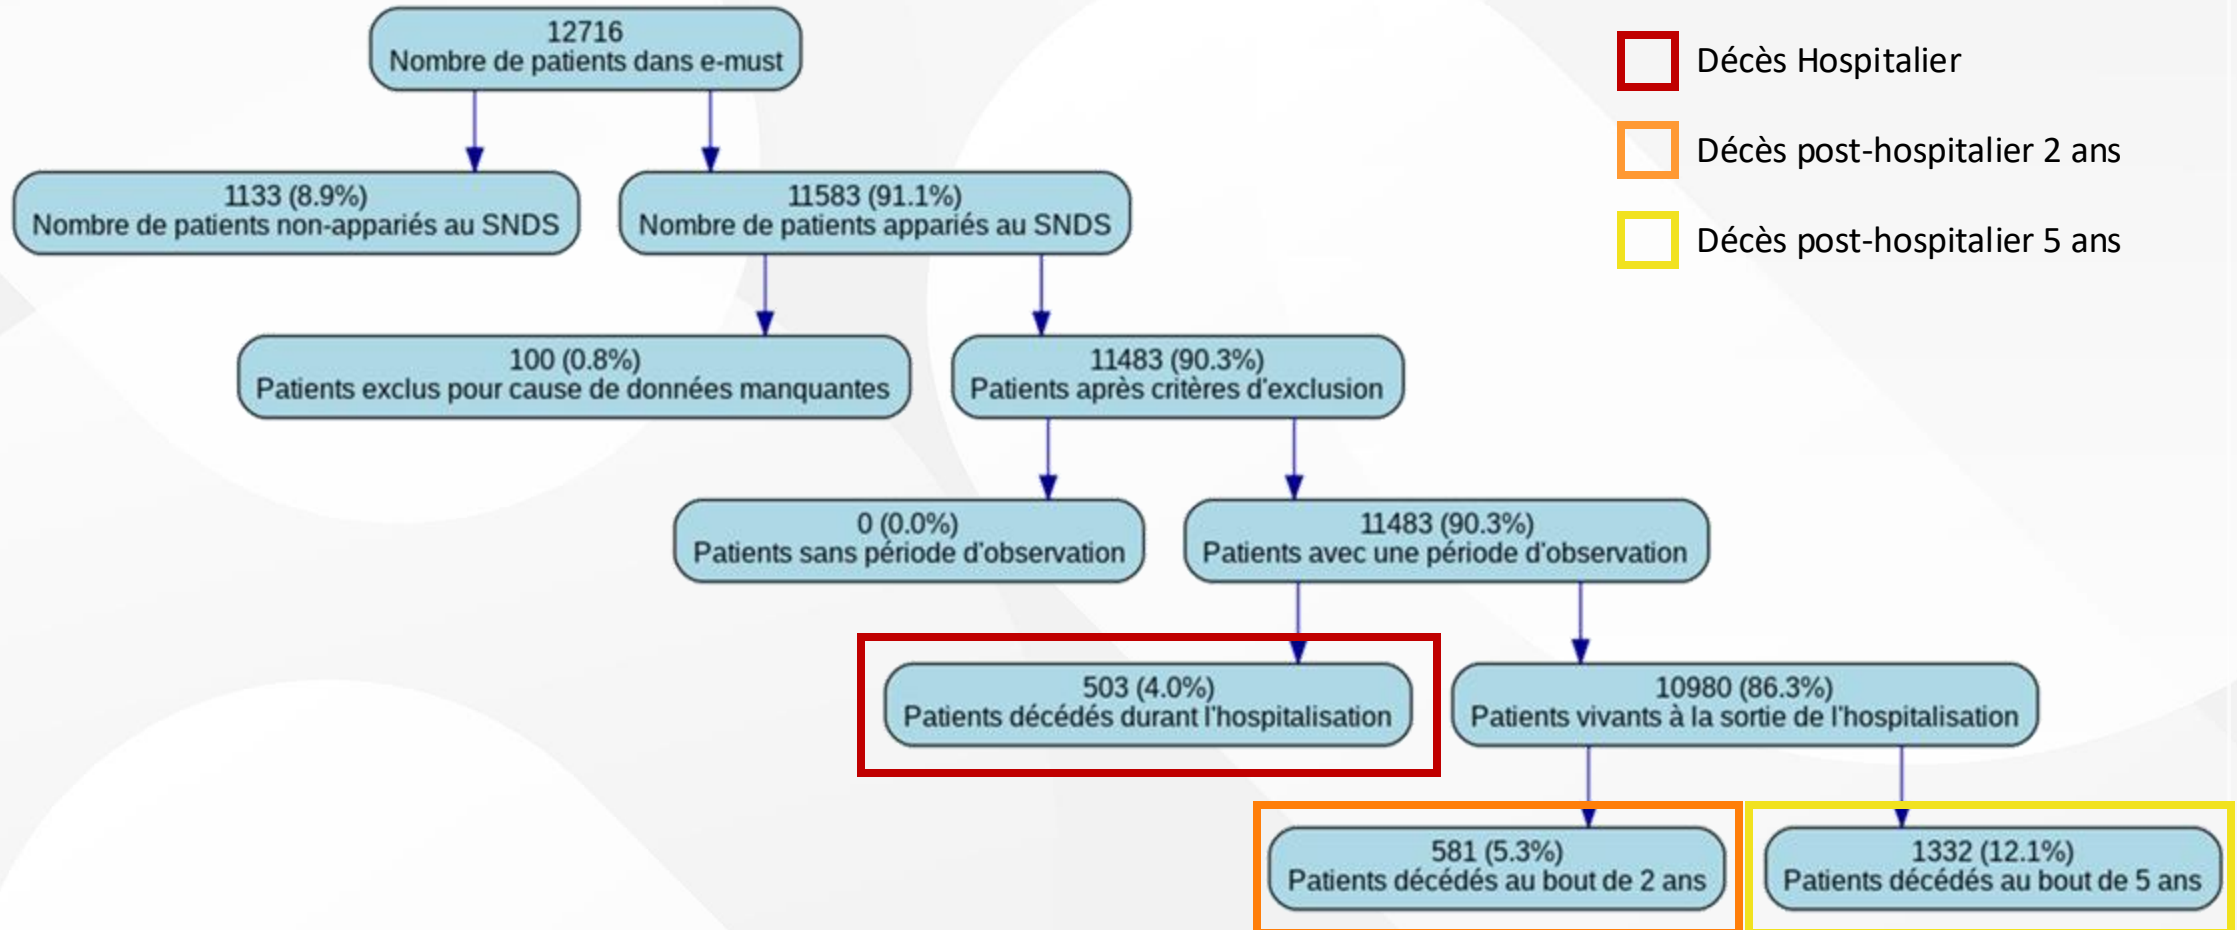 12716
Nombre de patients dans e-must
Décès Hospitalier
Décès post-hospitalier 2 ans
Décès post-hospitalier 5 ans
1133 (8.9%)
Nombre de patients non-appariés au SNDS
11583 (91.1%)
Nombre de patients appariés au SNDS
100 (0.8%)
Patients exclus pour cause de données manquantes
11483 (90.3%)
Patients après critères d'exclusion
0 (0.0%)
Patients sans période d'observation
11483 (90.3%)
Patients avec une période d'observation
503 (4.0%)
Patients décédés durant l'hospitalisation
10980 (86.3%)
Patients vivants à la sortie de l'hospitalisation
581 (5.3%)
Patients décédés au bout de 2 ans
1332 (12.1%)
Patients décédés au bout de 5 ans